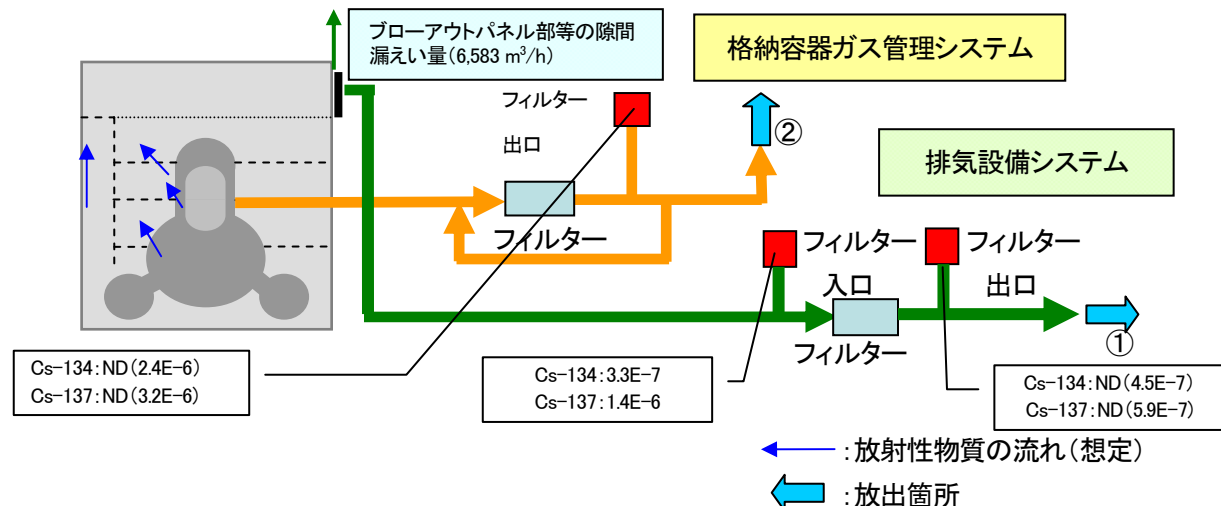 ブローアウトパネル部等の隙間
漏えい量(6,583 m³/h)
格納容器ガス管理システム
フィルター
出口
②
排気設備システム
フィルター
フィルター
入口
フィルター
出口
フィルター
①
Cs-134:ND(2.4E-6)
Cs-137:ND(3.2E-6)
Cs-134:3.3E-7
Cs-137:1.4E-6
Cs-134:ND(4.5E-7)
Cs-137:ND(5.9E-7)
:放射性物質の流れ(想定)
:放出箇所